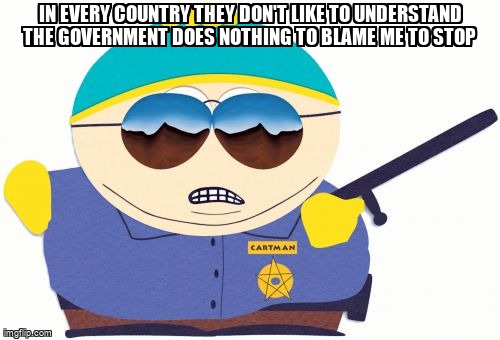 IN EVERY COUNTRY THEY DON'T LIKE TO UNDERSTAND
THE GOVERNMENT DOES NOTHING TO BLAME ME TO STOP
CARTMAN
imgflip.com